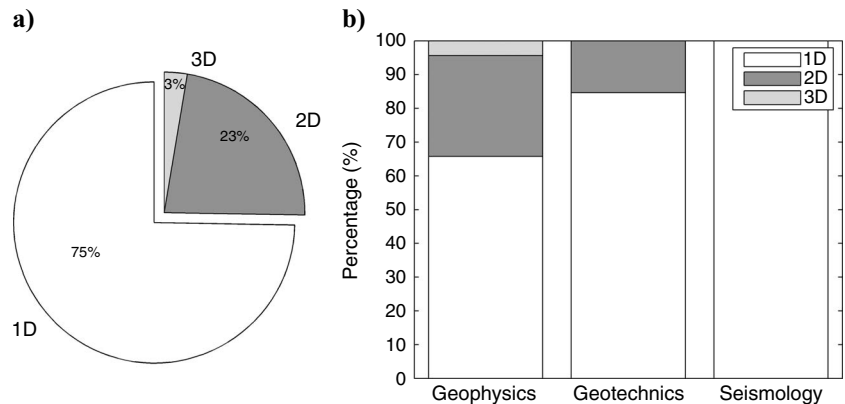 a)
3D
3%
2D
23%
75%
1D
b)
Percentage (%)
100
90
80
70
60
50
40
30
20
10
0
1D
2D
3D
Geophysics Geotechnics Seismology